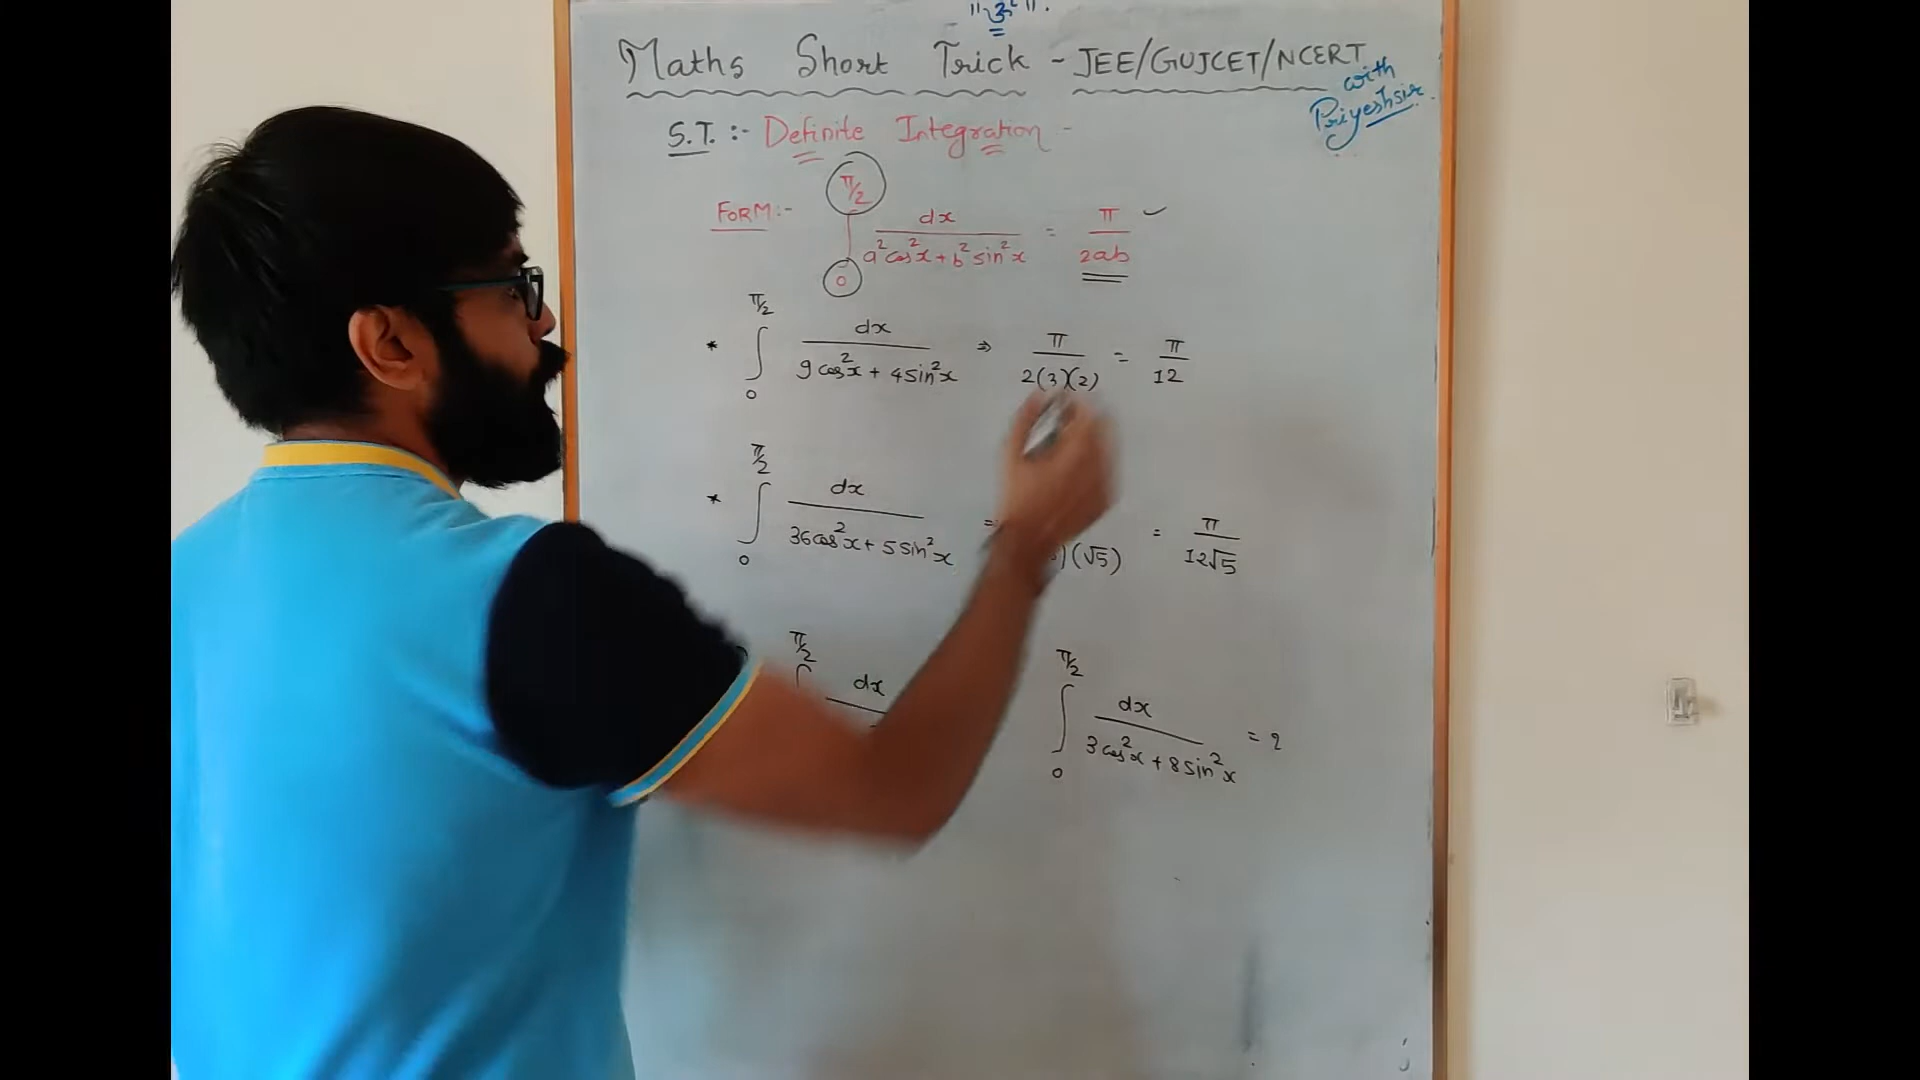 "ૐ".
Maths Short Trick - JEE/GUJCET/NCERT
with
Priyeshsir.
S.T. :- Definite Integration -
FORM:- ∫₀^(π/2) dx / (a²cos²x + b²sin²x) = π / 2ab ✓
* ∫₀^(π/2) dx / (9cos²x + 4sin²x) ⇒ π / 2(3)(2) = π / 12
* ∫₀^(π/2) dx / (36cos²x + 5sin²x) = )(√5) = π / 12√5
∫ π/2 dx
∫₀^(π/2) dx / (3cos²x + 8sin²x) = ?